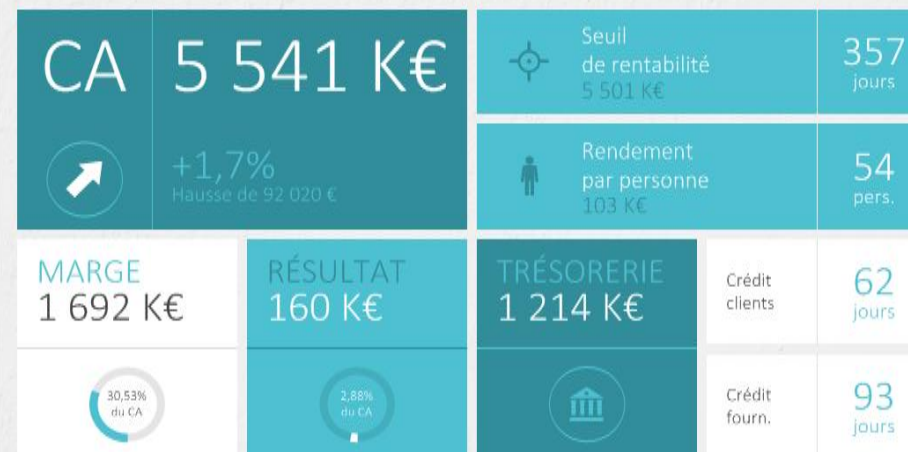 CA
5 541 K€
+1,7%
Hausse de 92 020 €
Seuil
de rentabilité
5 501 K€
357
jours
Rendement
par personne
103 K€
54
pers.
MARGE
1 692 K€
30,53%
du CA
RÉSULTAT
160 K€
2,88%
du CA
TRÉSORERIE
1 214 K€
Crédit
clients
62
jours
Crédit
fourn.
93
jours